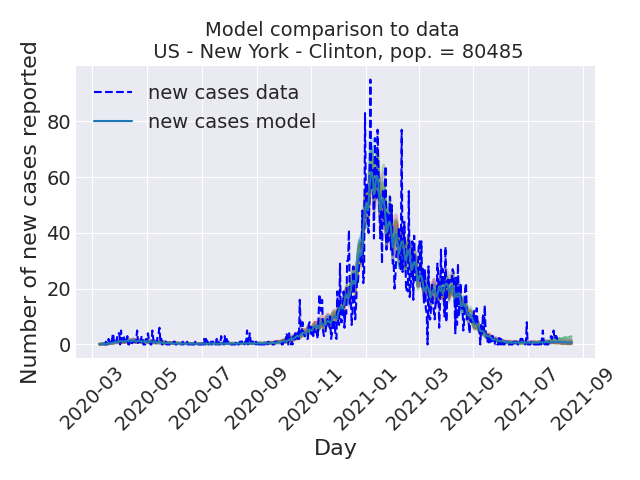 Model comparison to data
US - New York - Clinton, pop. = 80485
Number of new cases reported
80
60
40
20
0
new cases data
new cases model
2020-03
2020-05
2020-07
2020-09
2020-11
2021-01
2021-03
2021-05
2021-07
2021-09
Day